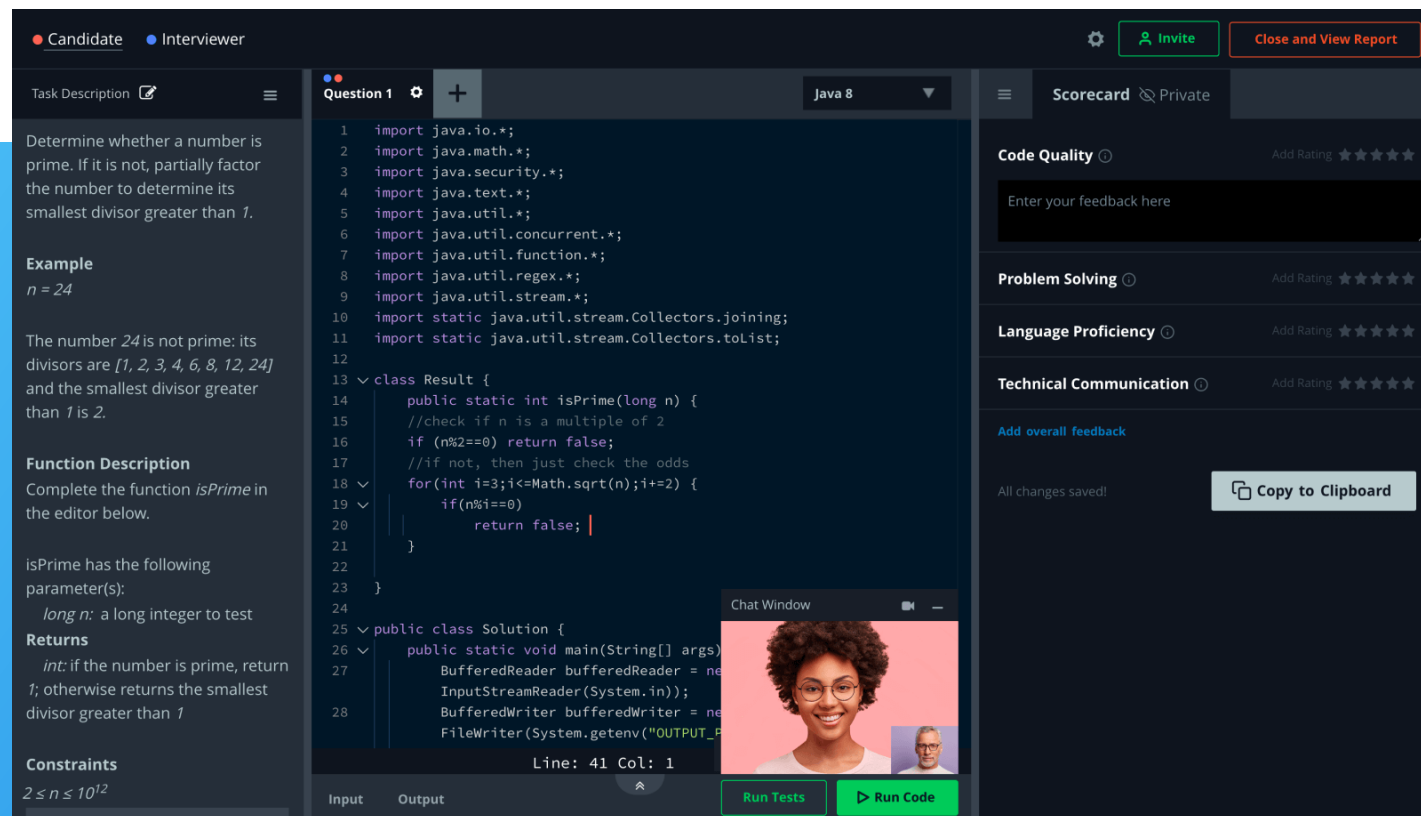 Candidate
Interviewer
Invite
Close and View Report
Task Description
Question 1
+
Java 8
Scorecard Private
Determine whether a number is
prime. If it is not, partially factor
the number to determine its
smallest divisor greater than 1.
Example
n = 24
The number 24 is not prime: its
divisors are [1, 2, 3, 4, 6, 8, 12, 24]
and the smallest divisor greater
than 1 is 2.
Function Description
Complete the function isPrime in
the editor below.
isPrime has the following
parameter(s):
long n: a long integer to test
Returns
int: if the number is prime, return
1; otherwise returns the smallest
divisor greater than 1
Constraints
2 ≤ n ≤ 10¹²
1 import java.io.*;
2 import java.math.*;
3 import java.security.*;
4 import java.text.*;
5 import java.util.*;
6 import java.util.concurrent.*;
7 import java.util.function.*;
8 import java.util.regex.*;
9 import java.util.stream.*;
10 import static java.util.stream.Collectors.joining;
11 import static java.util.stream.Collectors.toList;
12
13 class Result {
14 public static int isPrime(long n) {
15 //check if n is a multiple of 2
16 if (n%2==0) return false;
17 //if not, then just check the odds
18 for(int i=3;i<=Math.sqrt(n);i+=2) {
19 if(n%i==0)
20 return false;
21 }
22
23 }
24
25 public class Solution {
26 public static void main(String[] args)
27 BufferedReader bufferedReader = ne
InputStreamReader(System.in));
28 BufferedWriter bufferedWriter = ne
FileWriter(System.getenv("OUTPUT_P
Line: 41 Col: 1
Input
Output
Chat Window
Run Tests
Run Code
Code Quality
Add Rating
Enter your feedback here
Problem Solving
Add Rating
Language Proficiency
Add Rating
Technical Communication
Add Rating
Add overall feedback
All changes saved!
Copy to Clipboard